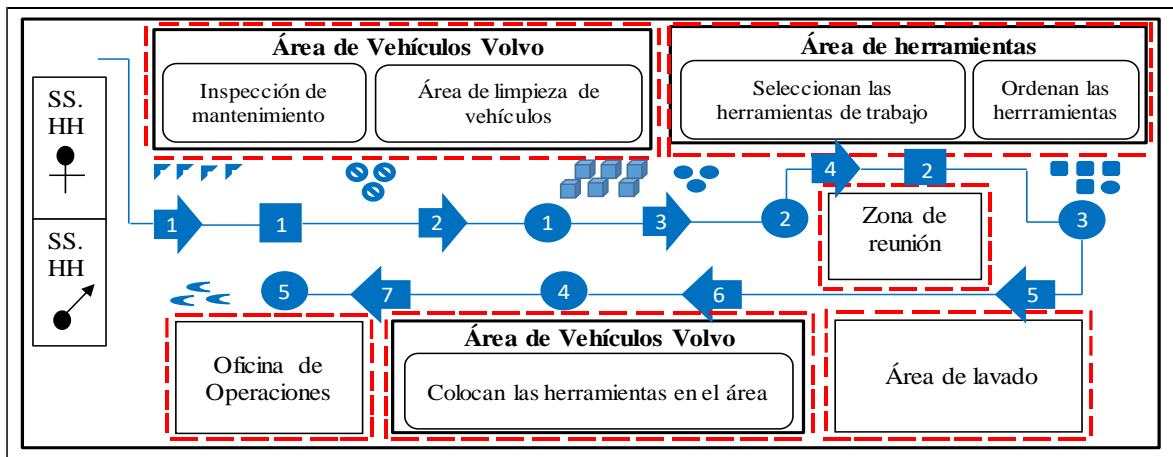 Área de Vehículos Volvo
Inspección de
mantenimiento
Área de limpieza de
vehículos
Área de herramientas
Seleccionan las
herramientas de trabajo
Ordenan las
herrramientas
SS.
HH
SS.
HH
1
1
2
1
3
2
4
2
3
Zona de
reunión
5
7
4
6
5
Oficina de
Operaciones
Área de Vehículos Volvo
Colocan las herramientas en el área
Área de lavado